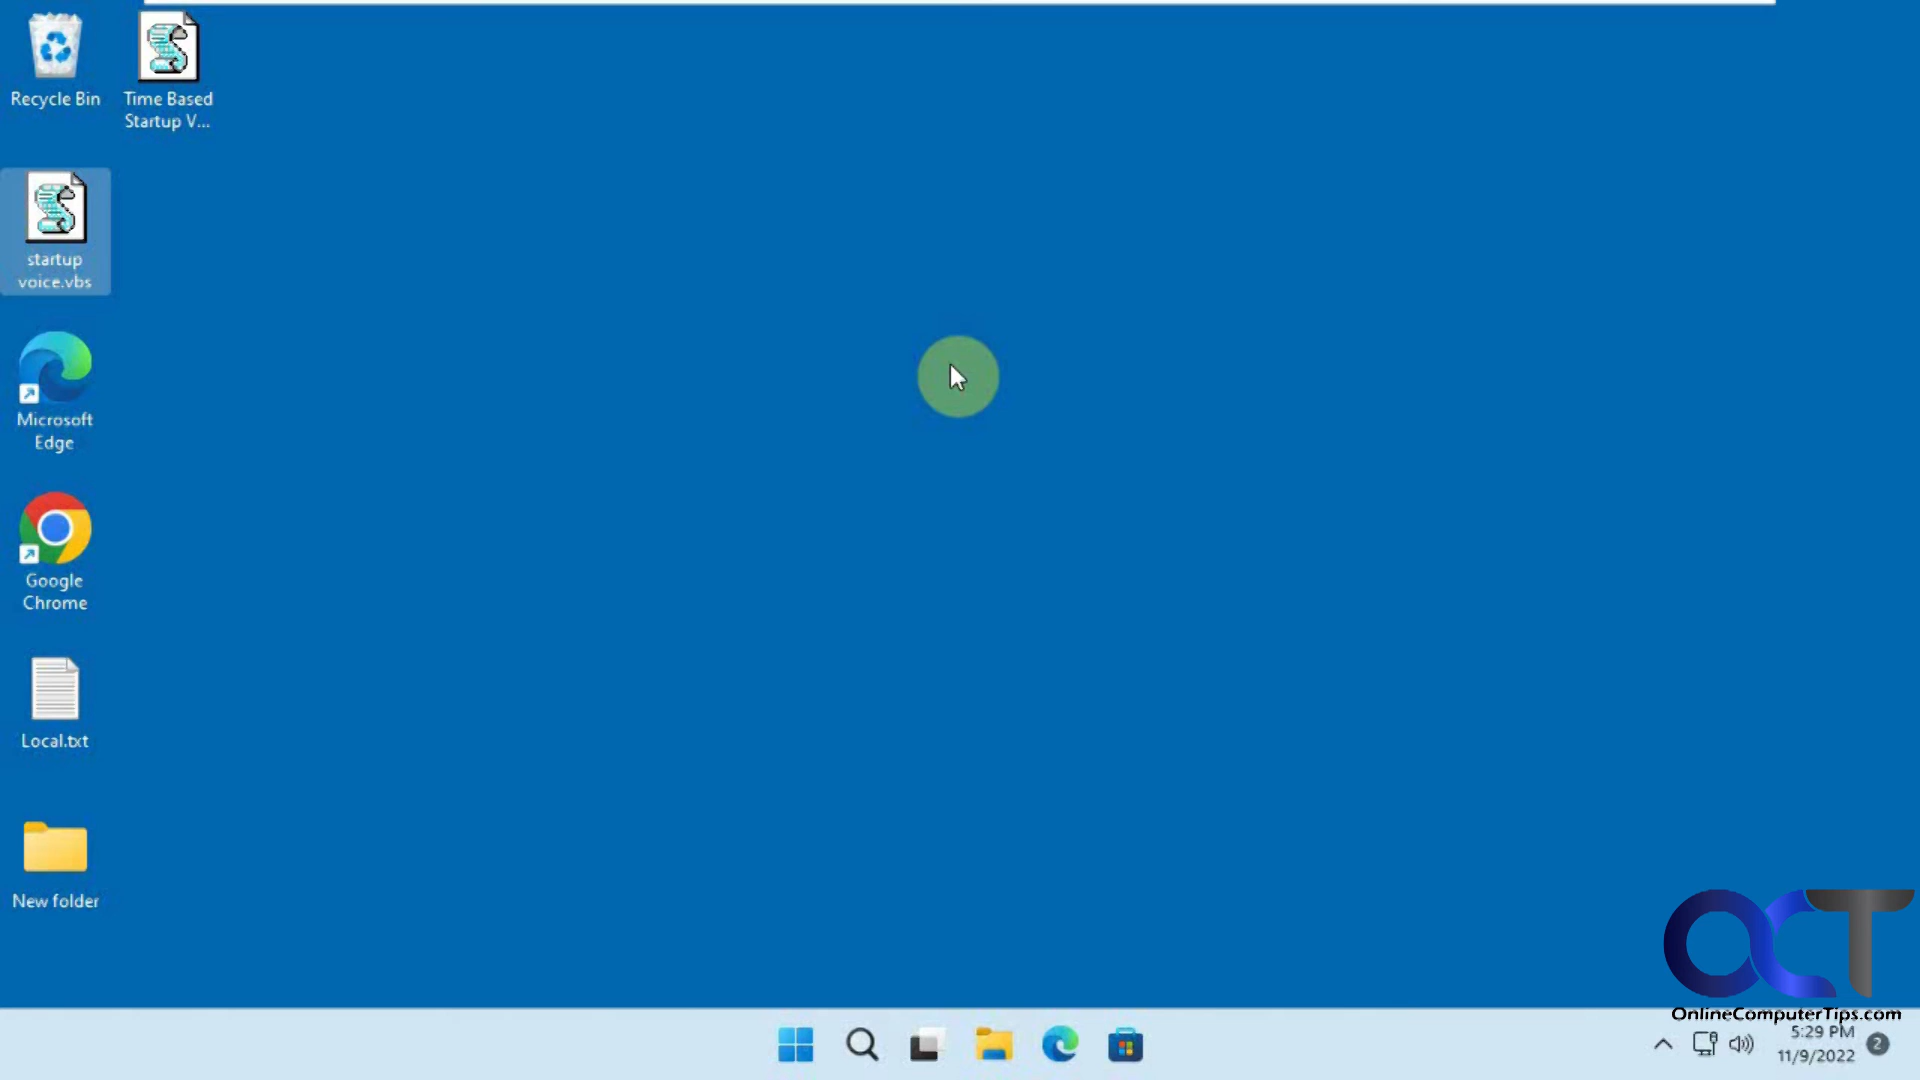 Recycle Bin
Time Based
Startup V...
startup
voice.vbs
Microsoft
Edge
Google
Chrome
Local.txt
New folder
OCT
OnlineComputerTips.com
5:29 PM
11/9/2022
2